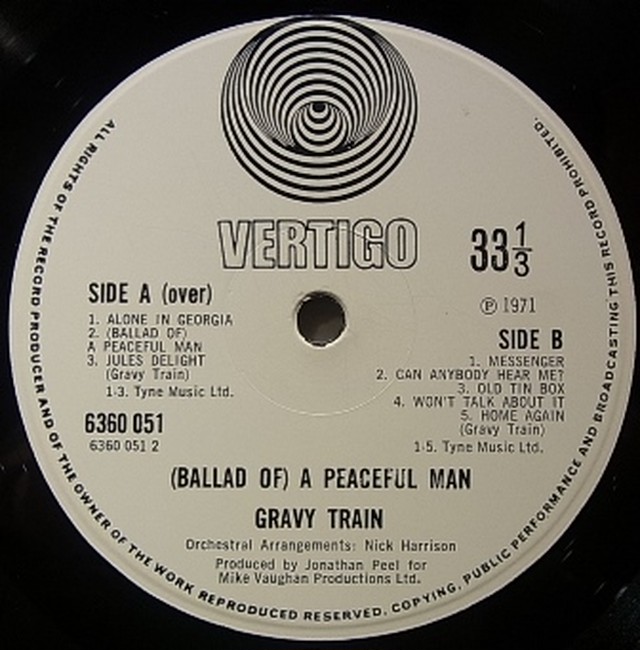 VERTIGO
33 1/3
SIDE A (over)
1. ALONE IN GEORGIA
2. (BALLAD OF)
A PEACEFUL MAN
3. JULES DELIGHT
(Gravy Train)
1-3. Tyne Music Ltd.
6360 051
6360 051 2
℗ 1971
SIDE B
1. MESSENGER
2. CAN ANYBODY HEAR ME?
3. OLD TIN BOX
4. WON'T TALK ABOUT IT
5. HOME AGAIN
(Gravy Train)
1-5. Tyne Music Ltd.
(BALLAD OF) A PEACEFUL MAN
GRAVY TRAIN
Orchestral Arrangements: Nick Harrison
Produced by Jonathan Peel for
Mike Vaughan Productions Ltd.
ALL RIGHTS OF THE RECORD PRODUCER AND OF THE OWNER OF THE WORK REPRODUCED RESERVED. COPYING, PUBLIC PERFORMANCE AND BROADCASTING THIS RECORD PROHIBITED.